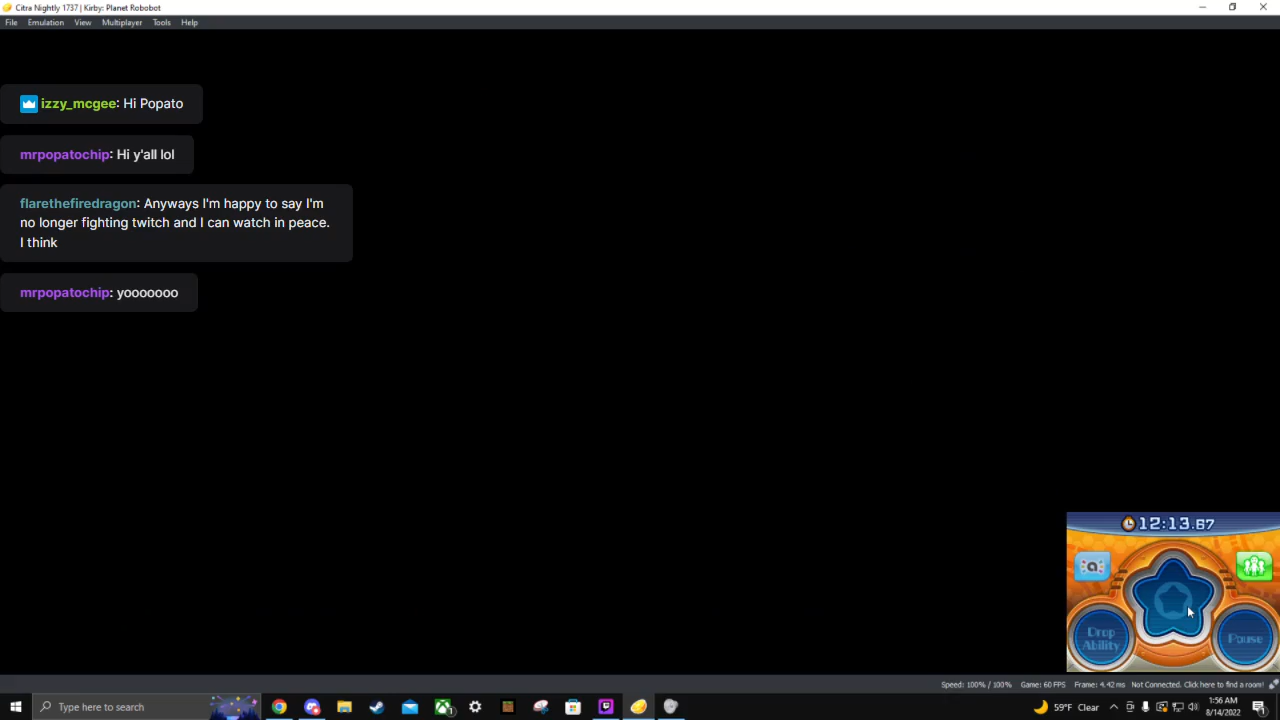 Citra Nightly 1737 | Kirby: Planet Robobot
File Emulation View Multiplayer Tools Help
izzy_mcgee: Hi Popato
mrpopatochip: Hi y'all lol
flarethefiredragon: Anyways I'm happy to say I'm
no longer fighting twitch and I can watch in peace.
I think
mrpopatochip: yooooooo
12:13.67
a
Drop
Ability
Pause
Speed: 100% / 100% Game: 60 FPS Frame: 4.42 ms Not Connected. Click here to find a room!
Type here to search
59°F Clear
1:56 AM
8/14/2022